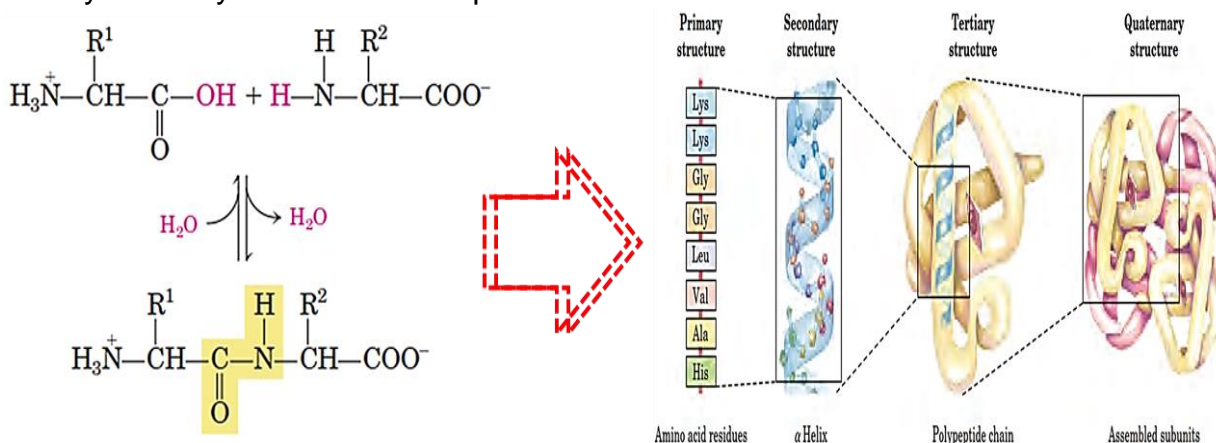 R¹ H R²
H₃N⁺—CH—C—OH + H—N—CH—COO⁻
O
H₂O H₂O
R¹ H R²
H₃N⁺—CH—C—N—CH—COO⁻
O
Primary structure
Secondary structure
Tertiary structure
Quaternary structure
Lys
Lys
Gly
Gly
Leu
Val
Ala
His
Amino acid residues
α Helix
Polypeptide chain
Assembled subunits